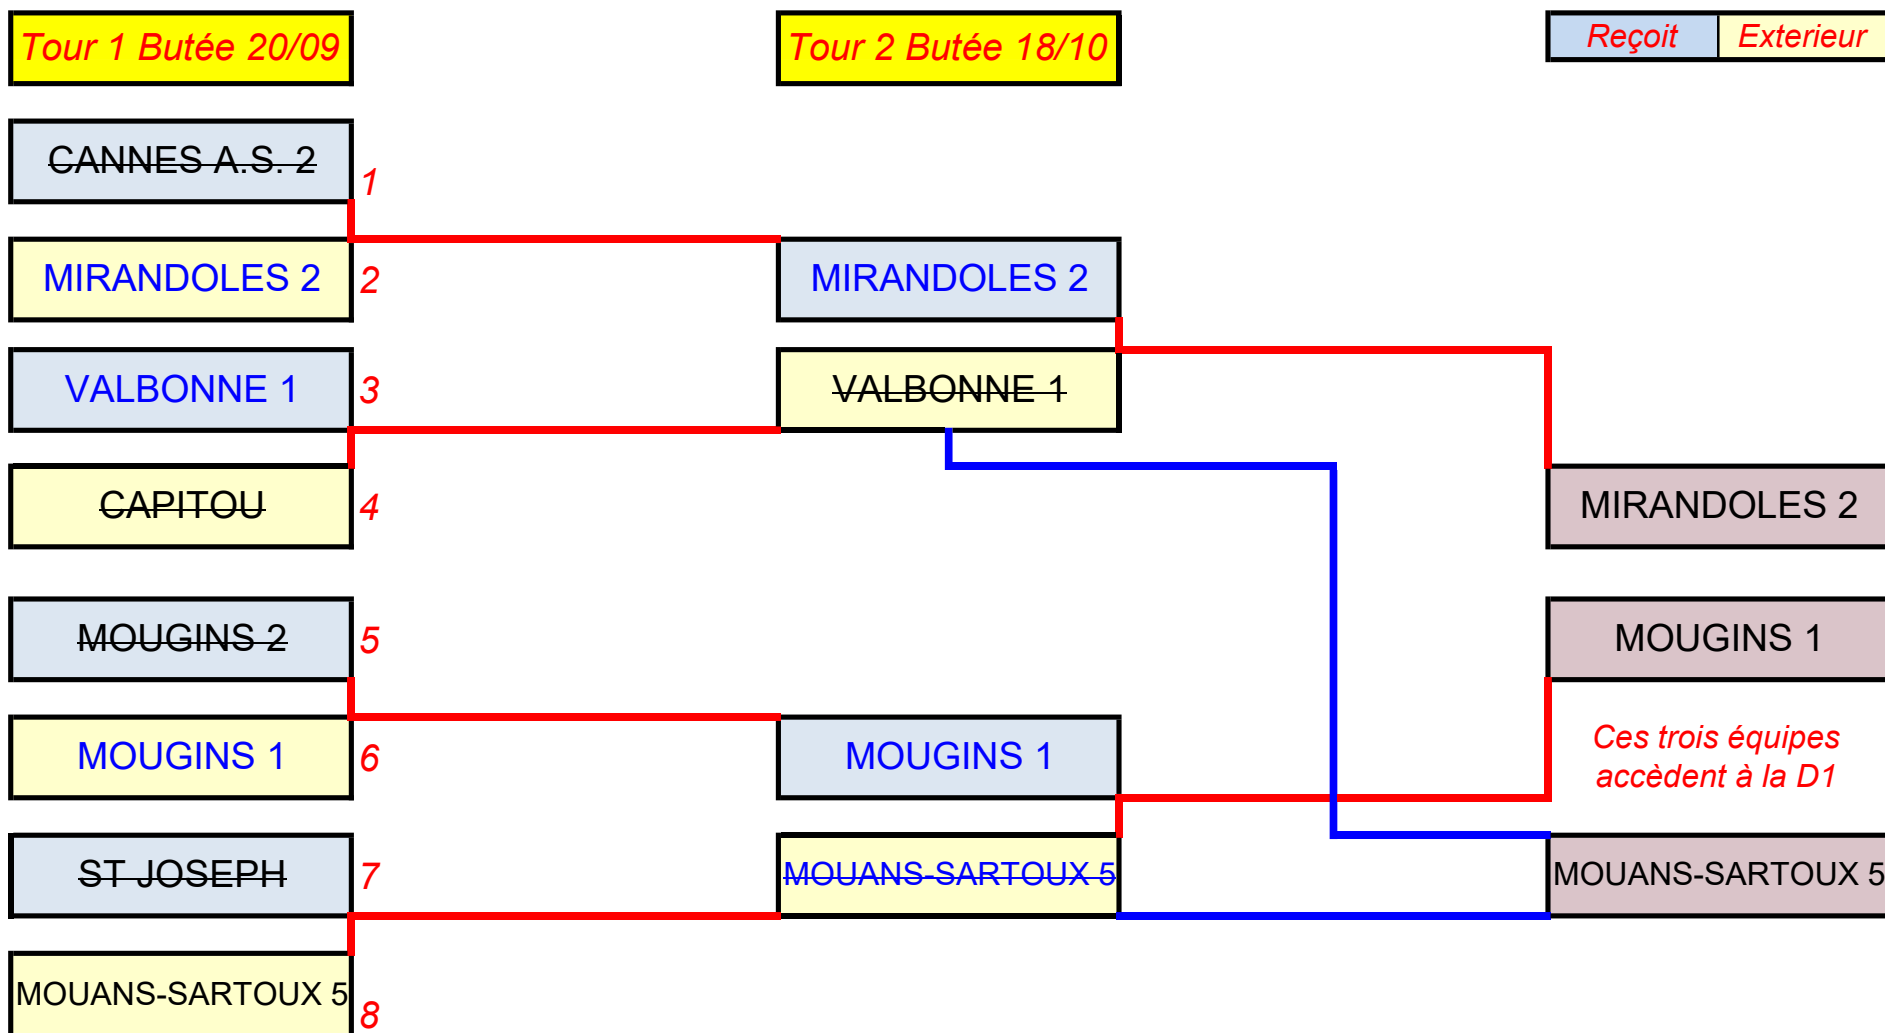 Tour 1 Butée 20/09
Tour 2 Butée 18/10
Reçoit
Exterieur
CANNES A.S. 2
1
MIRANDOLES 2
2
MIRANDOLES 2
VALBONNE 1
3
VALBONNE 1
CAPITOU
4
MIRANDOLES 2
MOUGINS 2
5
MOUGINS 1
MOUGINS 1
6
MOUGINS 1
Ces trois équipes
accèdent à la D1
ST JOSEPH
7
MOUANS-SARTOUX 5
MOUANS-SARTOUX 5
MOUANS-SARTOUX 5
8